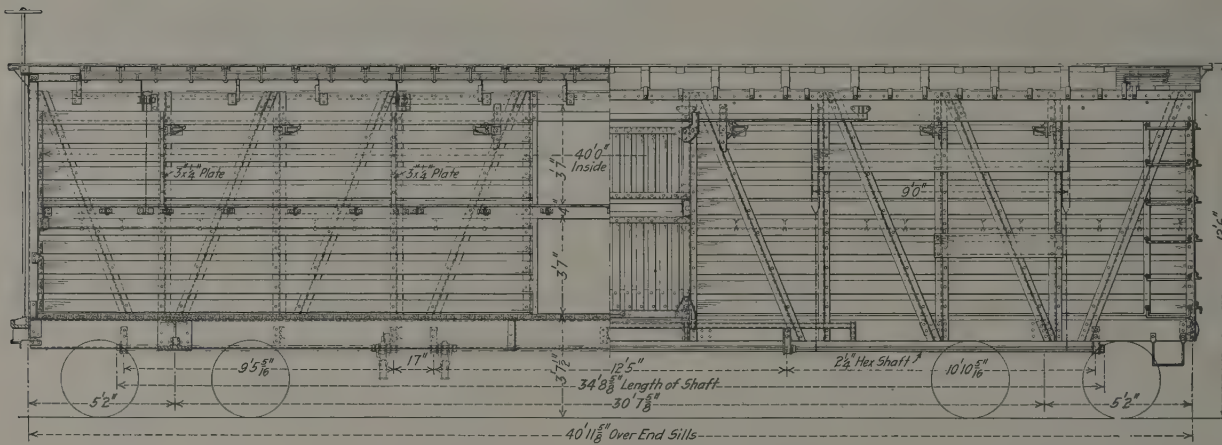 40'0"
Inside
3'4"
3"x¼" Plate
3"x¼" Plate
9'0"
4"
3'7"
3'7½"
9'5 5/16"
17"
12'5"
2¼" Hex Shaft
10'10 5/16"
34'8 5/8" Length of Shaft
5'2"
30'7 5/8"
5'2"
40'11 5/8" Over End Sills